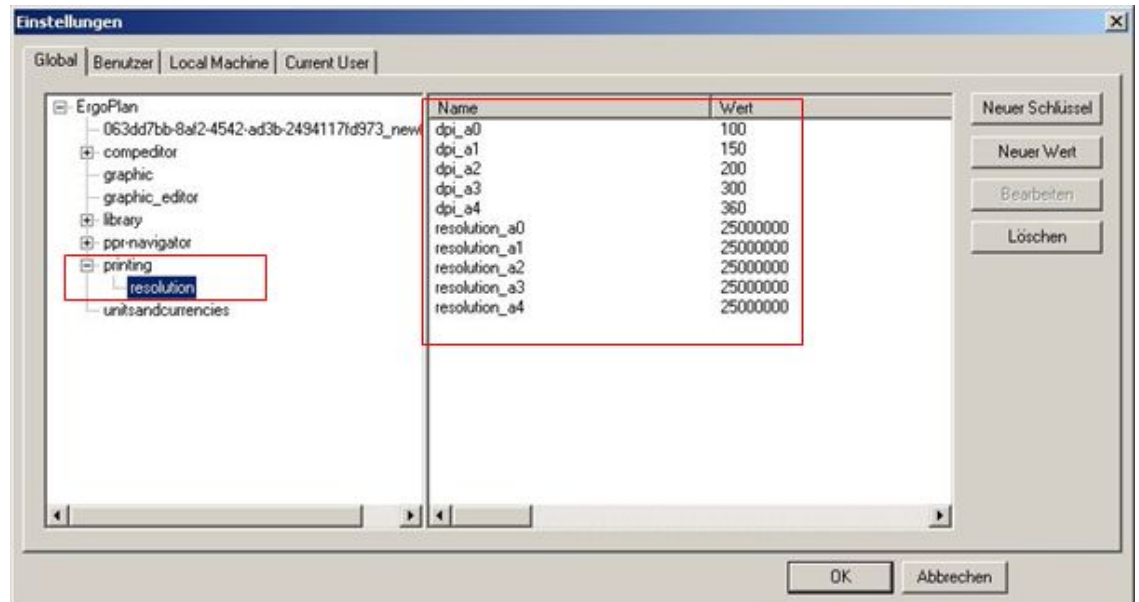 Einstellungen
Global Benutzer Local Machine Current User
ErgoPlan
063dd7bb-8af2-4542-ad3b-2494117fd973_new
compeditor
graphic
graphic_editor
library
ppr-navigator
printing
resolution
unitsandcurrencies
Name Wert
dpi_a0 100
dpi_a1 150
dpi_a2 200
dpi_a3 300
dpi_a4 360
resolution_a0 25000000
resolution_a1 25000000
resolution_a2 25000000
resolution_a3 25000000
resolution_a4 25000000
Neuer Schlüssel
Neuer Wert
Bearbeiten
Löschen
OK Abbrechen